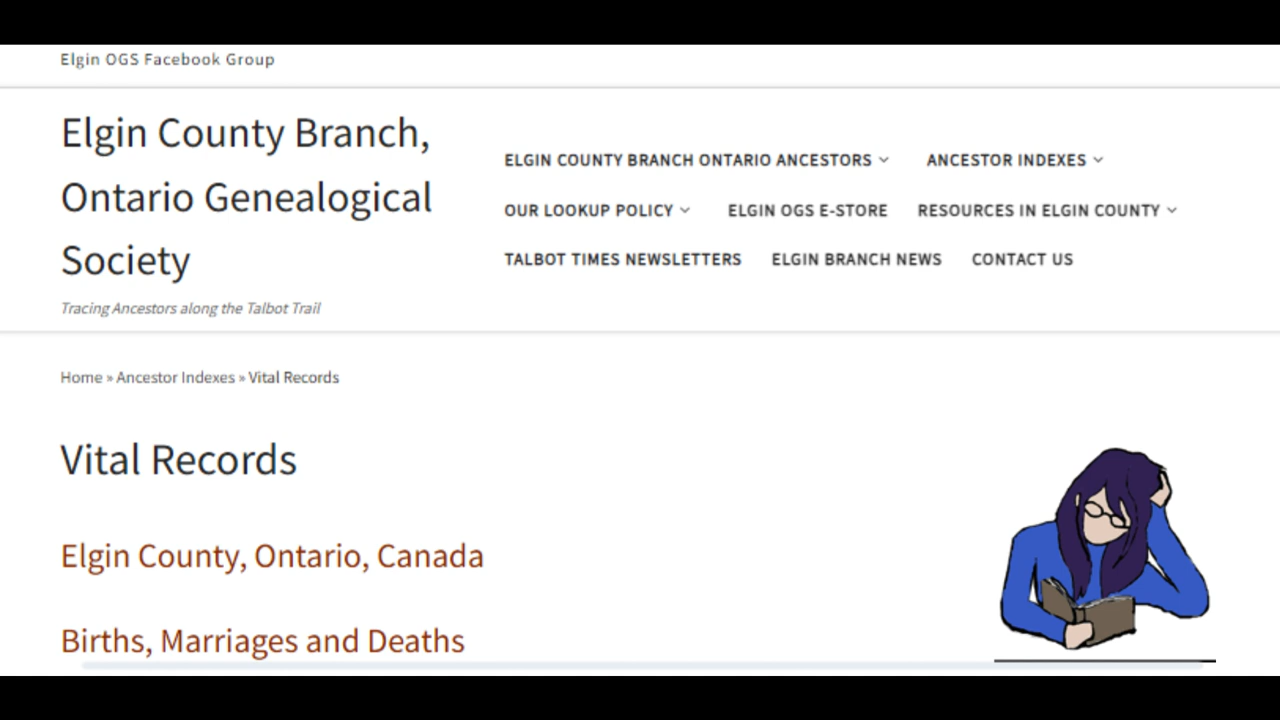 Elgin OGS Facebook Group
Elgin County Branch,
Ontario Genealogical
Society
Tracing Ancestors along the Talbot Trail
ELGIN COUNTY BRANCH ONTARIO ANCESTORS ANCESTOR INDEXES
OUR LOOKUP POLICY ELGIN OGS E-STORE RESOURCES IN ELGIN COUNTY
TALBOT TIMES NEWSLETTERS ELGIN BRANCH NEWS CONTACT US
Home » Ancestor Indexes » Vital Records
Vital Records
Elgin County, Ontario, Canada
Births, Marriages and Deaths